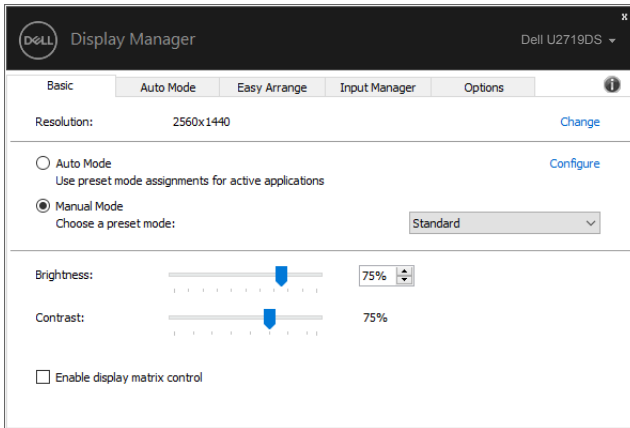 x
DELL Display Manager Dell U2719DS
Basic Auto Mode Easy Arrange Input Manager Options i
Resolution: 2560x1440 Change
Auto Mode Configure
Use preset mode assignments for active applications
Manual Mode
Choose a preset mode: Standard
Brightness: 75%
Contrast: 75%
Enable display matrix control